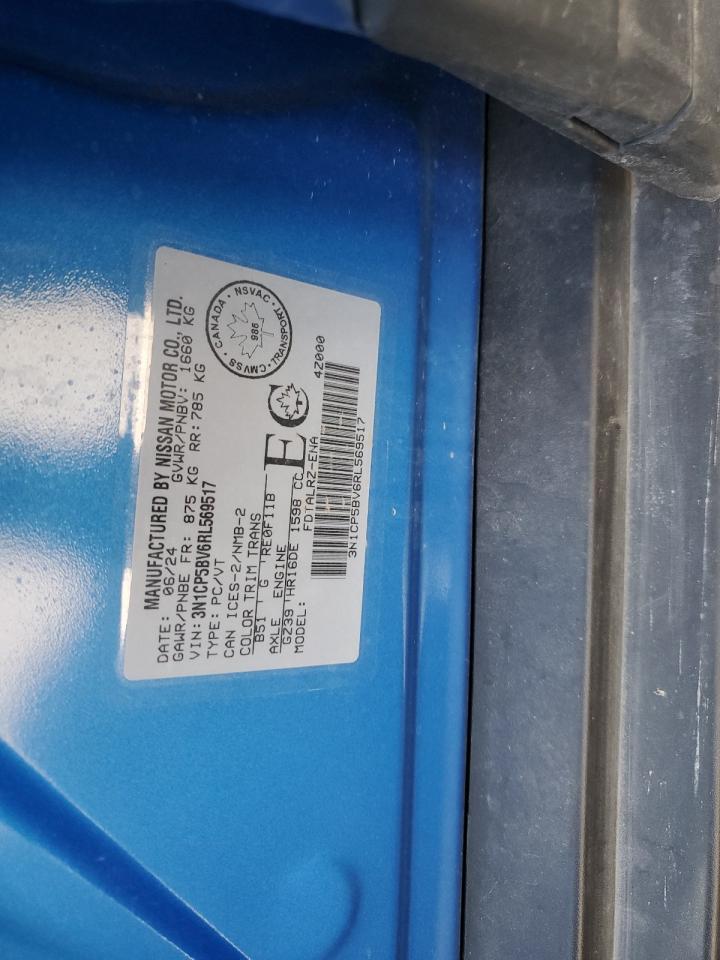 MANUFACTURED BY NISSAN MOTOR CO., LTD.
DATE: 06/24 GVWR/PNBV: 1660 KG
GAWR/PNBE FR: 875 KG RR: 785 KG
VIN: 3N1CP5BV6RL569517
TYPE: PC/VT
CAN ICES-2/NMB-2
COLOR TRIM TRANS
B51 G RE0F11B
AXLE ENGINE
G239 HR16DE 1598 CC
MODEL: FDTALRZ-ENA
EC
42000
3N1CP5BV6RL569517
CANADA · NSVAC · TRANSPORT · CMVSS ·
986